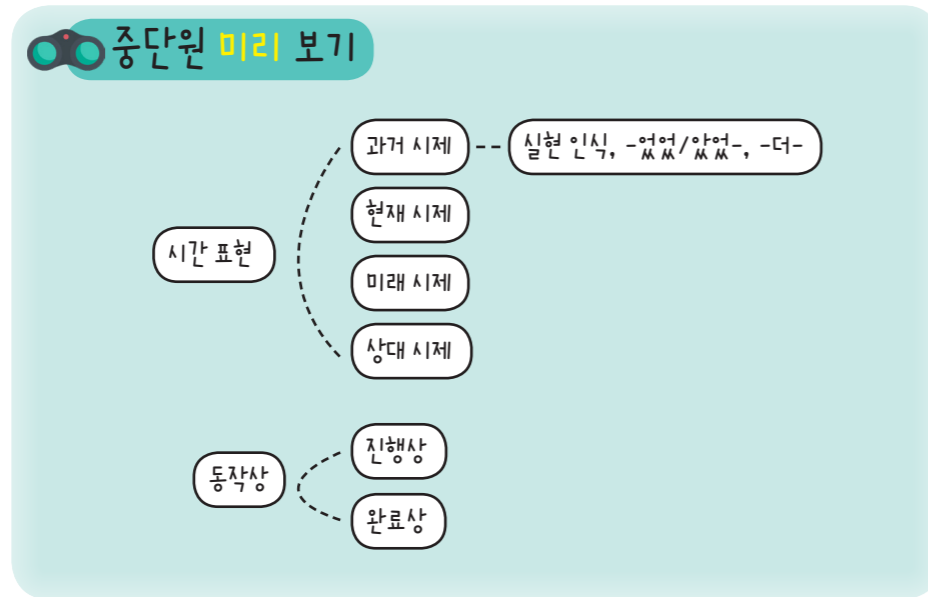 중단원 미리 보기
과거 시제
실현 인식, -었었/았었-, -더-
현재 시제
시간 표현
미래 시제
상대 시제
진행상
동작상
완료상